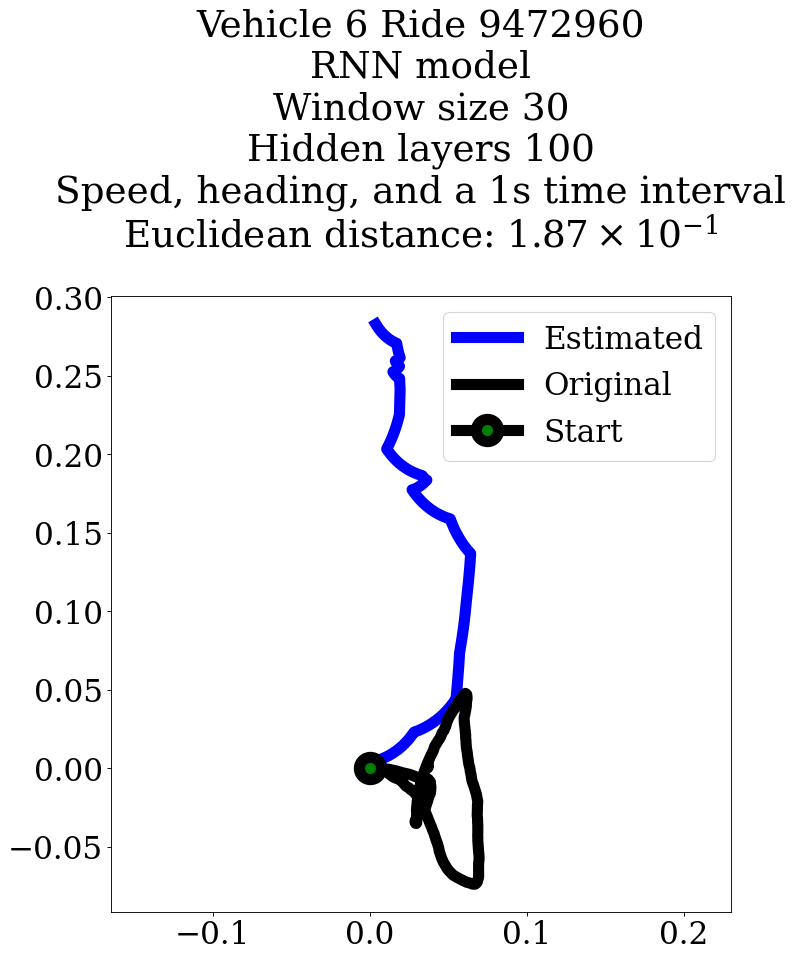 Vehicle 6 Ride 9472960
RNN model
Window size 30
Hidden layers 100
Speed, heading, and a 1s time interval
Euclidean distance: 1.87 × 10⁻¹
0.30
0.25
0.20
0.15
0.10
0.05
0.00
−0.05
Estimated
Original
Start
−0.1
0.0
0.1
0.2